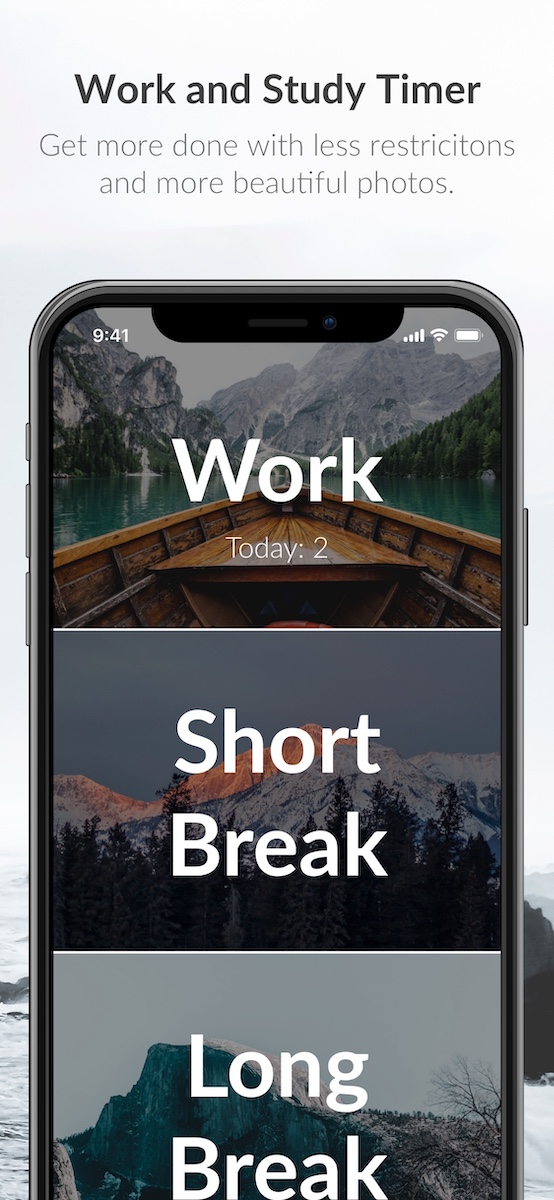 Work and Study Timer
Get more done with less restricitons
and more beautiful photos.
9:41
Work
Today: 2
Short
Break
Long
Break